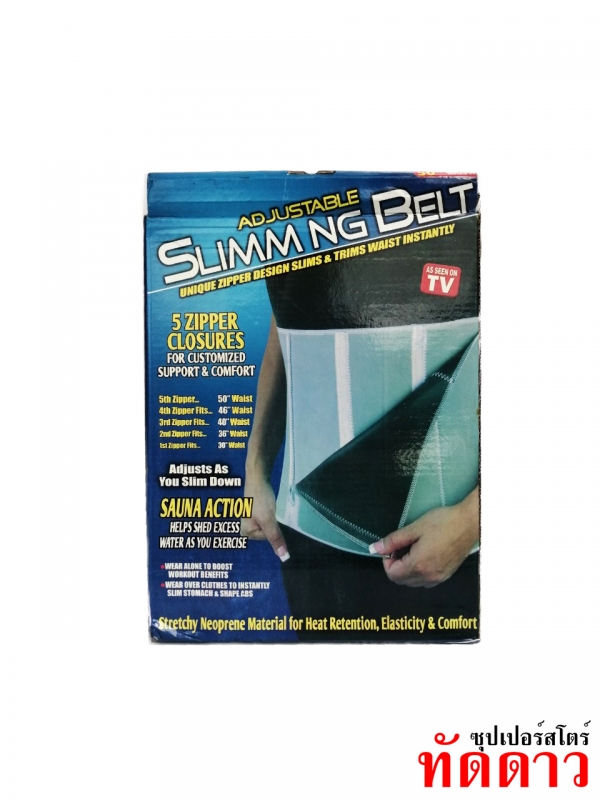 ADJUSTABLE
SLIMMING BELT
UNIQUE ZIPPER DESIGN SLIMS & TRIMS WAIST INSTANTLY
AS SEEN ON
TV
5 ZIPPER
CLOSURES
FOR CUSTOMIZED
SUPPORT & COMFORT
5th Zipper... 50" Waist
4th Zipper Fits... 46" Waist
3rd Zipper Fits... 40" Waist
2nd Zipper Fits... 36" Waist
1st Zipper Fits... 30" Waist
Adjusts As
You Slim Down
SAUNA ACTION
HELPS SHED EXCESS
WATER AS YOU EXERCISE
• WEAR ALONE TO BOOST
WORKOUT BENEFITS
• WEAR OVER CLOTHES TO INSTANTLY
SLIM STOMACH & SHAPE ABS
Stretchy Neoprene Material for Heat Retention, Elasticity & Comfort
ซุปเปอร์สโตร์
ทัดดาว